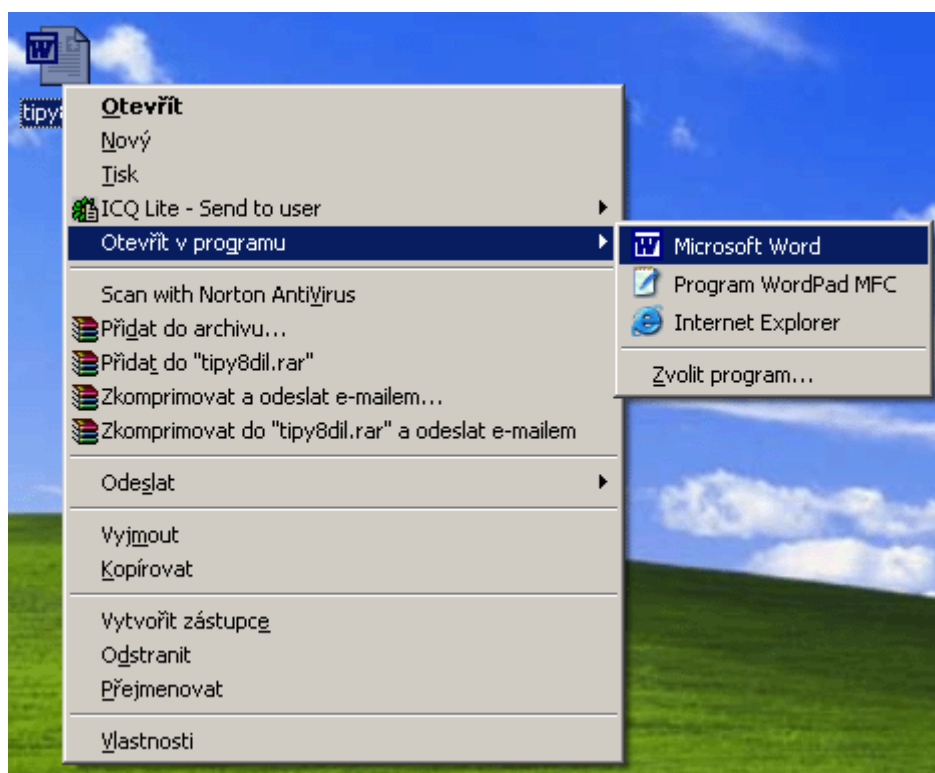 tipy8
Otevřít
Nový
Tisk
ICQ Lite - Send to user
Otevřít v programu
Microsoft Word
Program WordPad MFC
Internet Explorer
Zvolit program...
Scan with Norton AntiVirus
Přidat do archivu...
Přidat do "tipy8dil.rar"
Zkomprimovat a odeslat e-mailem...
Zkomprimovat do "tipy8dil.rar" a odeslat e-mailem
Odeslat
Vyjmout
Kopírovat
Vytvořit zástupce
Odstranit
Přejmenovat
Vlastnosti